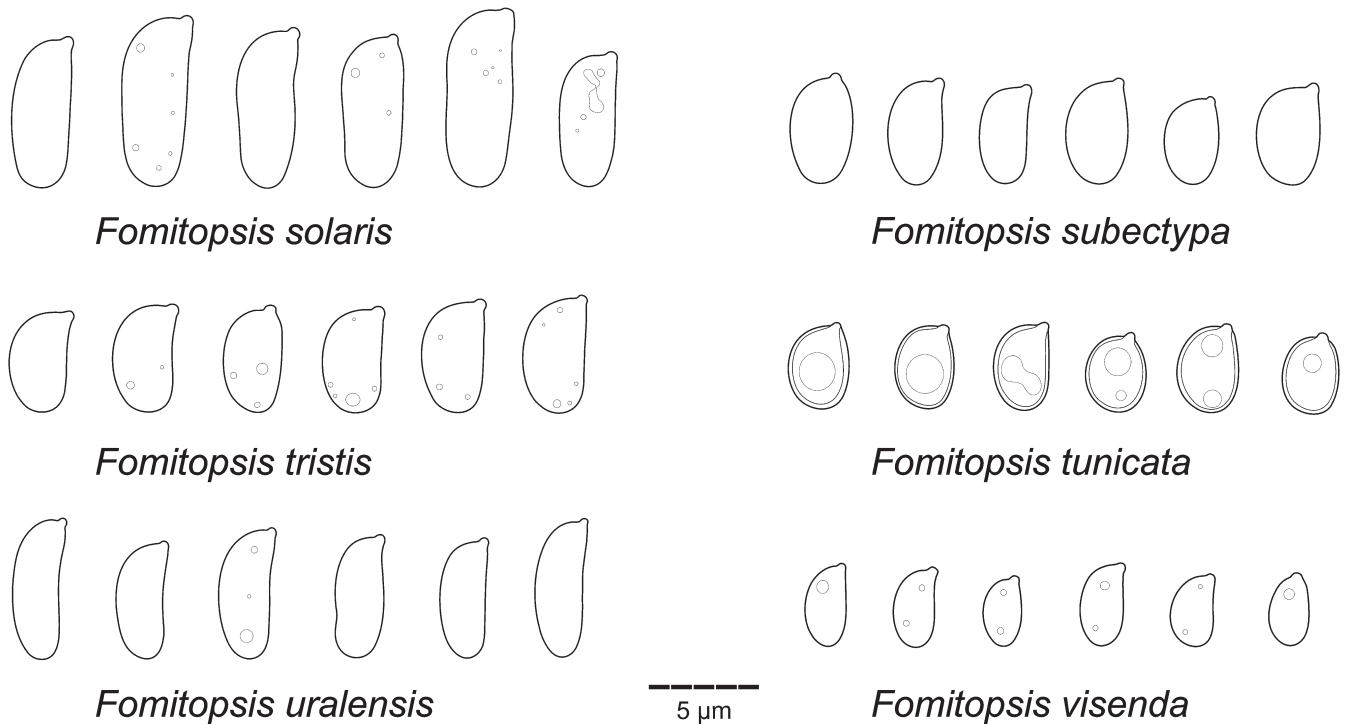 Fomitopsis solaris
Fomitopsis subectypa
Fomitopsis tristis
Fomitopsis tunicata
Fomitopsis uralensis
5 µm
Fomitopsis visenda